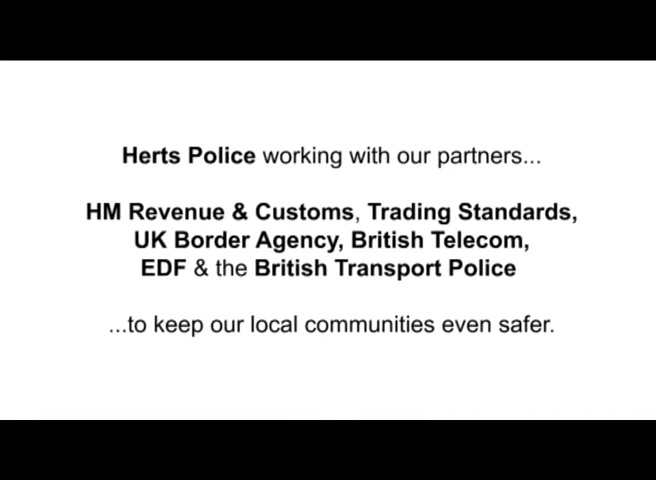 Herts Police working with our partners...
HM Revenue & Customs, Trading Standards,
UK Border Agency, British Telecom,
EDF & the British Transport Police
...to keep our local communities even safer.